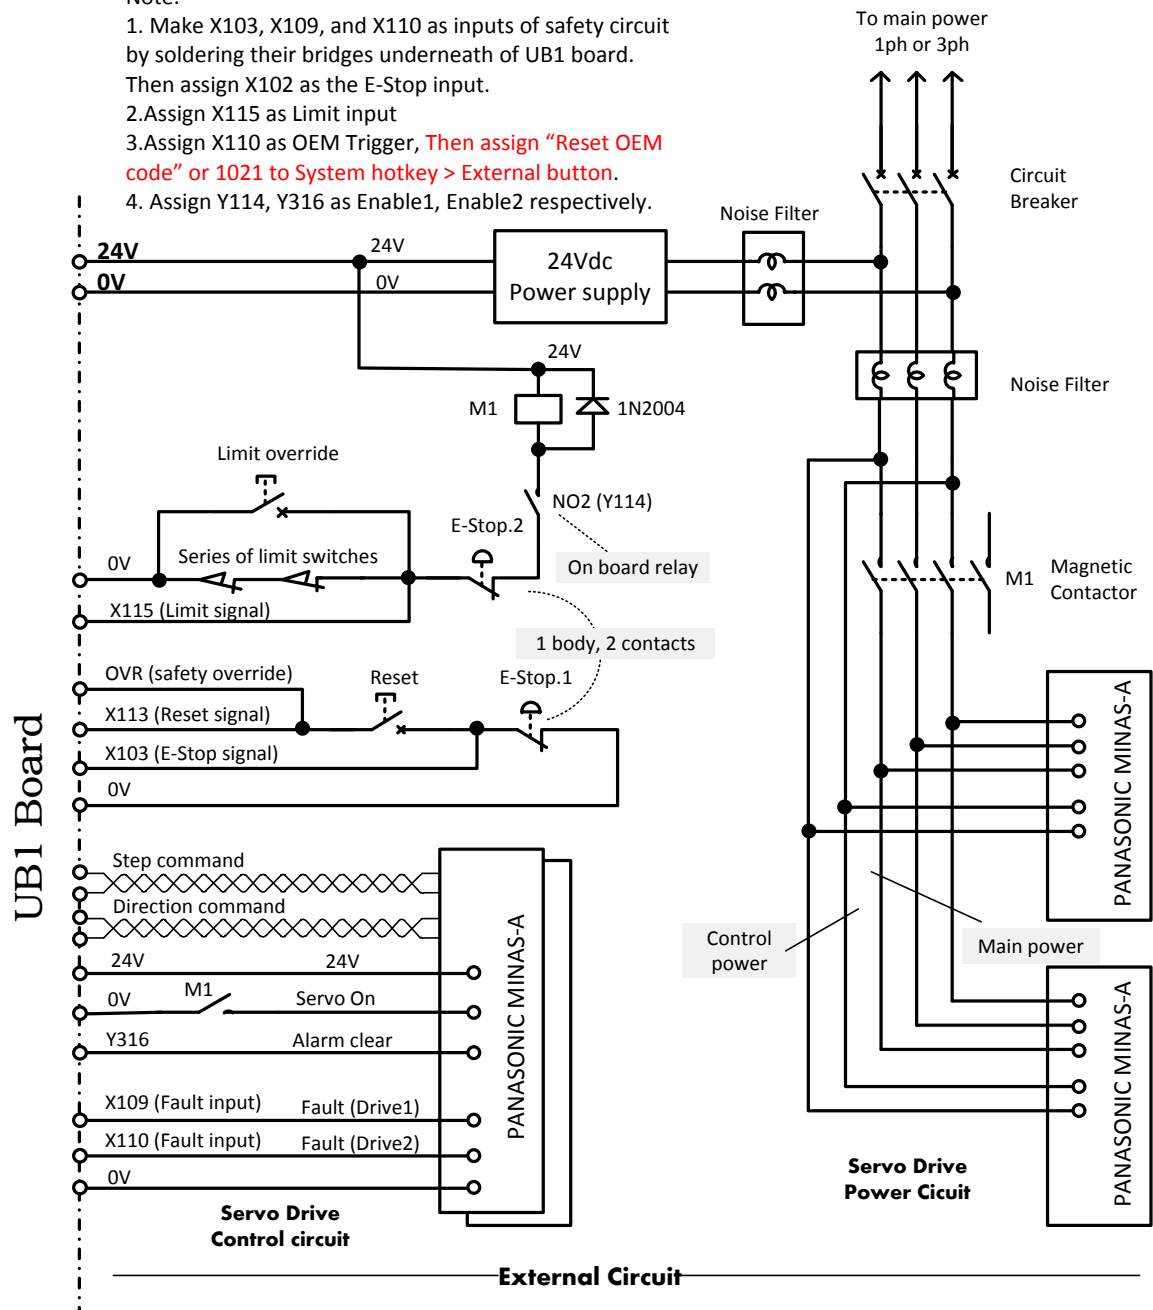 Note:
1. Make X103, X109, and X110 as inputs of safety circuit
by soldering their bridges underneath of UB1 board.
Then assign X102 as the E-Stop input.
2.Assign X115 as Limit input
3.Assign X110 as OEM Trigger, Then assign “Reset OEM
code” or 1021 to System hotkey > External button.
4. Assign Y114, Y316 as Enable1, Enable2 respectively.
To main power
1ph or 3ph
Circuit
Breaker
Noise Filter
24V
24V
0V
0V
24Vdc
Power supply
Noise Filter
24V
M1
1N2004
Limit override
NO2 (Y114)
E-Stop.2
On board relay
0V
Series of limit switches
X115 (Limit signal)
M1
Magnetic
Contactor
1 body, 2 contacts
OVR (safety override)
Reset
E-Stop.1
X113 (Reset signal)
X103 (E-Stop signal)
0V
UB1 Board
PANASONIC MINAS-A
Step command
Direction command
24V
24V
0V
M1
Servo On
Y316
Alarm clear
X109 (Fault input)
Fault (Drive1)
X110 (Fault input)
Fault (Drive2)
0V
PANASONIC MINAS-A
Control
power
Main power
PANASONIC MINAS-A
Servo Drive
Control circuit
Servo Drive
Power Cicuit
External Circuit